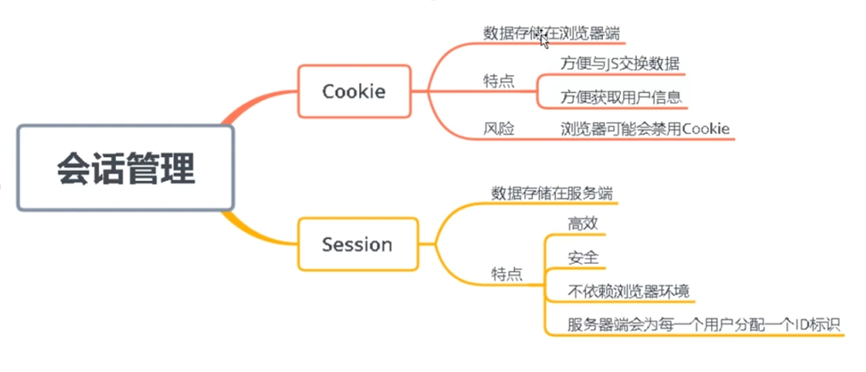 会话管理
Cookie
数据存储在浏览器端
特点
方便与JS交换数据
方便获取用户信息
风险
浏览器可能会禁用Cookie
Session
数据存储在服务端
特点
高效
安全
不依赖浏览器环境
服务器端会为每一个用户分配一个ID标识